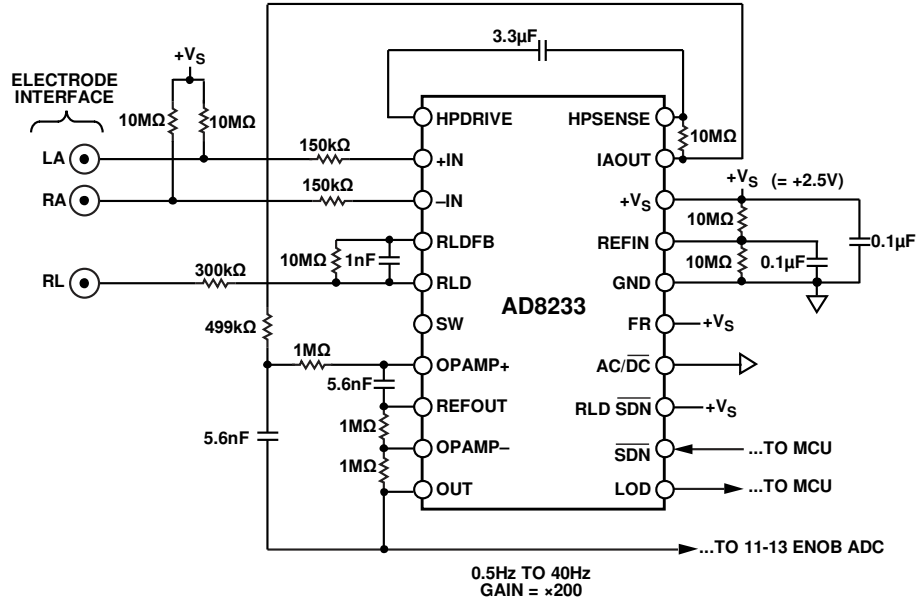 3.3µF
+VS
ELECTRODE
INTERFACE
10MΩ
10MΩ
LA
RA
RL
150kΩ
150kΩ
10MΩ
1nF
300kΩ
499kΩ
1MΩ
5.6nF
1MΩ
1MΩ
5.6nF
HPDRIVE
+IN
–IN
RLDFB
RLD
SW
OPAMP+
REFOUT
OPAMP–
OUT
AD8233
HPSENSE
IAOUT
+VS
REFIN
GND
FR
AC/DC
RLD SDN
SDN
LOD
10MΩ
+VS (= +2.5V)
10MΩ
10MΩ
0.1µF
0.1µF
+VS
+VS
...TO MCU
...TO MCU
...TO 11-13 ENOB ADC
0.5Hz TO 40Hz
GAIN = ×200